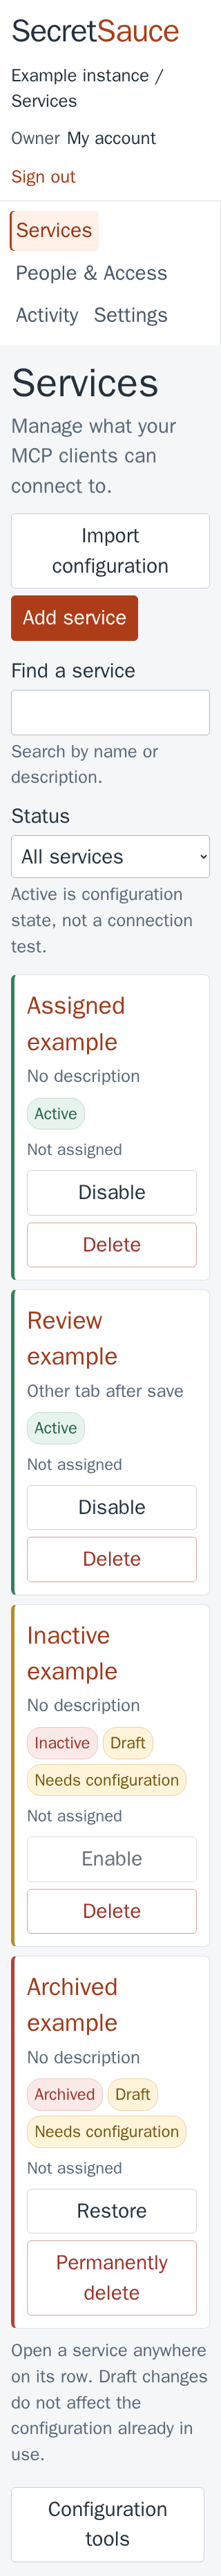 SecretSauce
Example instance /
Services
Owner My account
Sign out
Services
People & Access
Activity Settings
Services
Manage what your
MCP clients can
connect to.
Import
configuration
Add service
Find a service
Search by name or
description.
Status
All services
Active is configuration
state, not a connection
test.
Assigned
example
No description
Active
Not assigned
Disable
Delete
Review
example
Other tab after save
Active
Not assigned
Disable
Delete
Inactive
example
No description
Inactive Draft
Needs configuration
Not assigned
Enable
Delete
Archived
example
No description
Archived Draft
Needs configuration
Not assigned
Restore
Permanently
delete
Open a service anywhere
on its row. Draft changes
do not affect the
configuration already in
use.
Configuration
tools